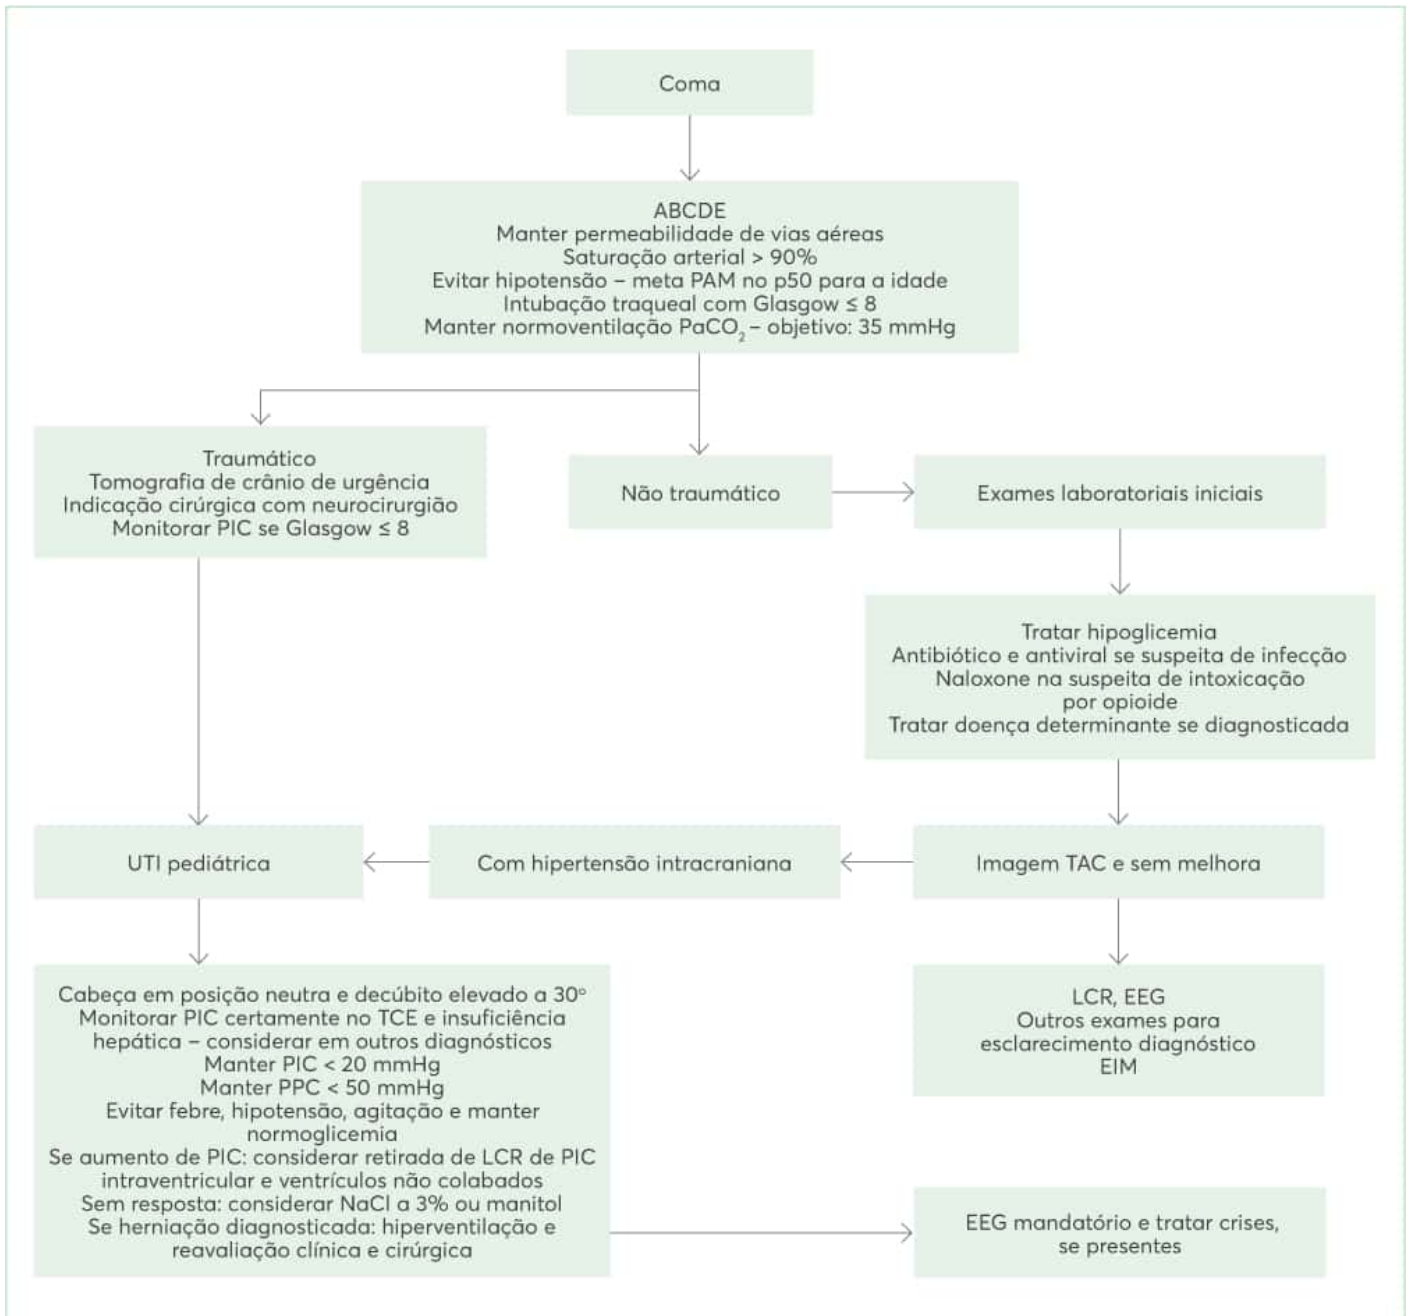 Coma
ABCDE
Manter permeabilidade de vias aéreas
Saturação arterial > 90%
Evitar hipotensão – meta PAM no p50 para a idade
Intubação traqueal com Glasgow ≤ 8
Manter normoventilação PaCO₂ – objetivo: 35 mmHg
Traumático
Tomografia de crânio de urgência
Indicação cirúrgica com neurocirurgião
Monitorar PIC se Glasgow ≤ 8
Não traumático
Exames laboratoriais iniciais
Tratar hipoglicemia
Antibiótico e antiviral se suspeita de infecção
Naloxone na suspeita de intoxicação
por opioide
Tratar doença determinante se diagnosticada
UTI pediátrica
Com hipertensão intracraniana
Imagem TAC e sem melhora
Cabeça em posição neutra e decúbito elevado a 30°
Monitorar PIC certamente no TCE e insuficiência
hepática – considerar em outros diagnósticos
Manter PIC < 20 mmHg
Manter PPC < 50 mmHg
Evitar febre, hipotensão, agitação e manter
normoglicemia
Se aumento de PIC: considerar retirada de LCR de PIC
intraventricular e ventrículos não colabados
Sem resposta: considerar NaCl a 3% ou manitol
Se herniação diagnosticada: hiperventilação e
reavaliação clínica e cirúrgica
LCR, EEG
Outros exames para
esclarecimento diagnóstico
EIM
EEG mandatório e tratar crises,
se presentes